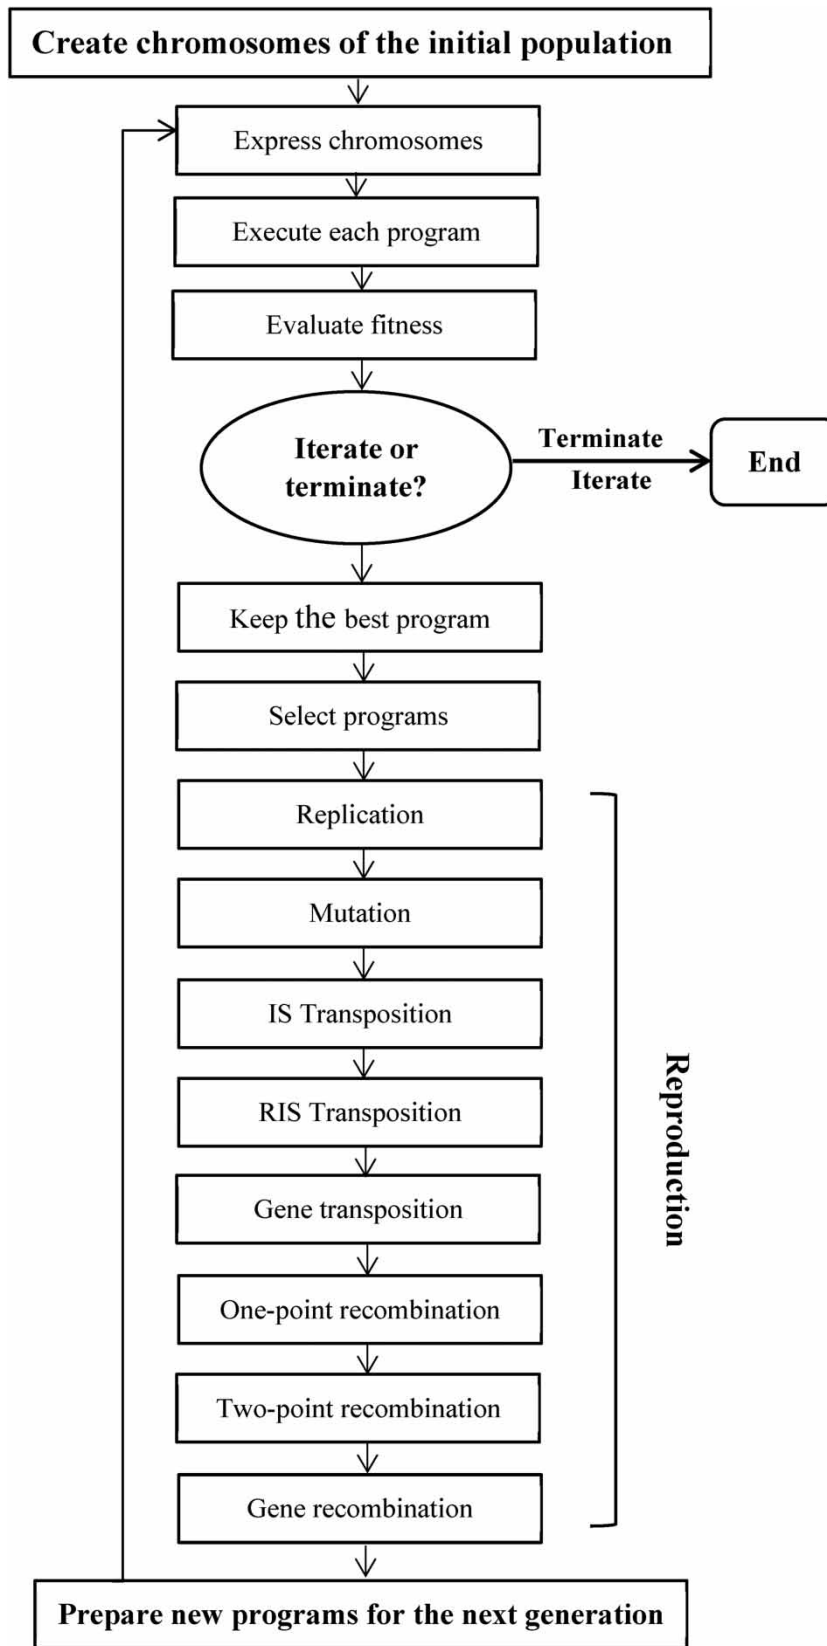 Create chromosomes of the initial population
Express chromosomes
Execute each program
Evaluate fitness
Iterate or
terminate?
Terminate
Iterate
End
Keep the best program
Select programs
Replication
Mutation
IS Transposition
RIS Transposition
Gene transposition
One-point recombination
Two-point recombination
Gene recombination
Reproduction
Prepare new programs for the next generation